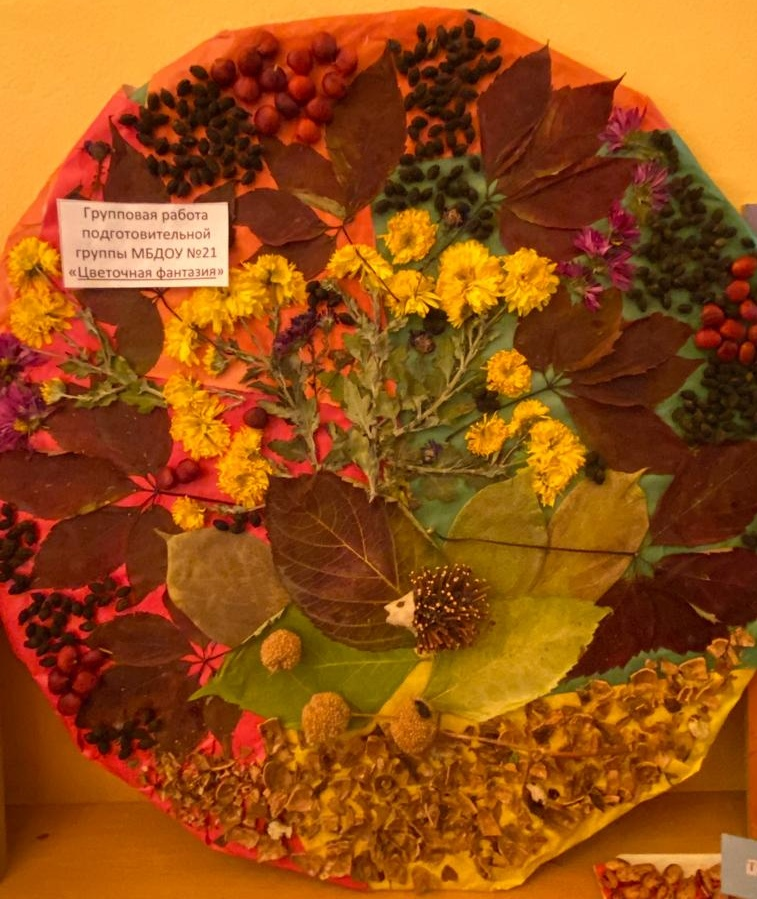 Групповая работа
подготовительной
группы МБДОУ №21
«Цветочная фантазия»